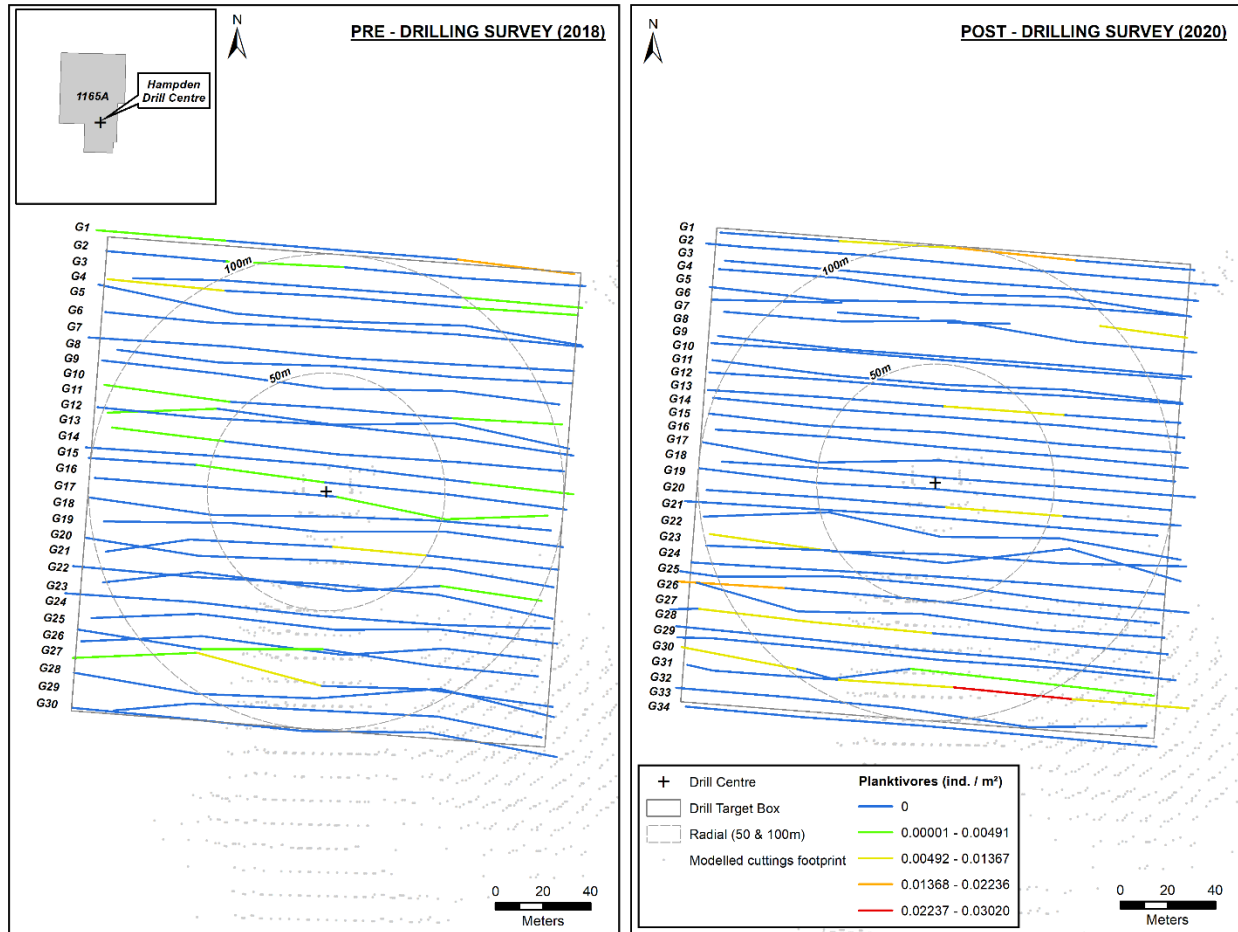 N
PRE - DRILLING SURVEY (2018)
1165A
Hampden
Drill Centre
G1
G2
G3
G4
G5
G6
G7
G8
G9
G10
G11
G12
G13
G14
G15
G16
G17
G18
G19
G20
G21
G22
G23
G24
G25
G26
G27
G28
G29
G30
100m
50m
0 20 40
Meters
N
POST - DRILLING SURVEY (2020)
G1
G2
G3
G4
G5
G6
G7
G8
G9
G10
G11
G12
G13
G14
G15
G16
G17
G18
G19
G20
G21
G22
G23
G24
G25
G26
G27
G28
G29
G30
G31
G32
G33
G34
100m
50m
Drill Centre
Drill Target Box
Radial (50 & 100m)
Modelled cuttings footprint
Planktivores (ind. / m²)
0
0.00001 - 0.00491
0.00492 - 0.01367
0.01368 - 0.02236
0.02237 - 0.03020
0 20 40
Meters